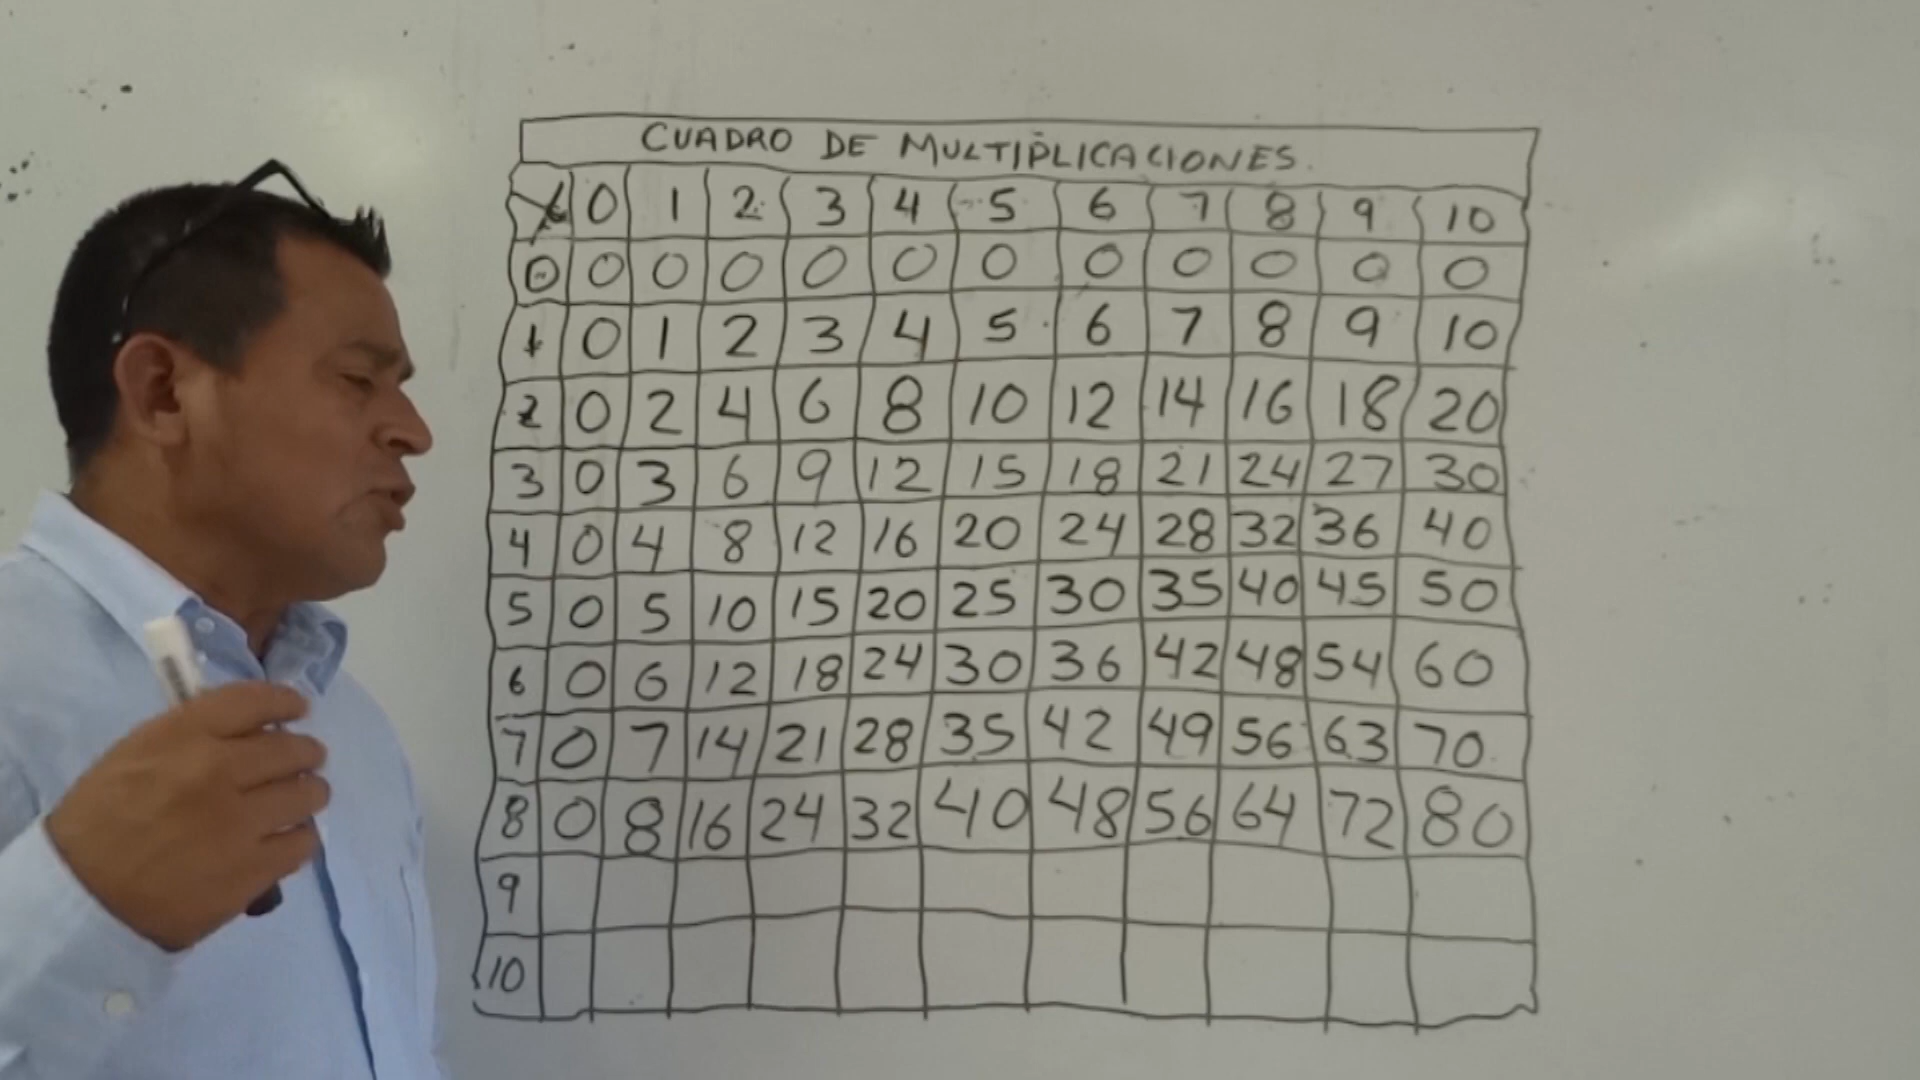 CUADRO DE MULTIPLICACIONES.
X 0 1 2 3 4 5 6 7 8 9 10
0 0 0 0 0 0 0 0 0 0 0 0
1 0 1 2 3 4 5 6 7 8 9 10
2 0 2 4 6 8 10 12 14 16 18 20
3 0 3 6 9 12 15 18 21 24 27 30
4 0 4 8 12 16 20 24 28 32 36 40
5 0 5 10 15 20 25 30 35 40 45 50
6 0 6 12 18 24 30 36 42 48 54 60
7 0 7 14 21 28 35 42 49 56 63 70
8 0 8 16 24 32 40 48 56 64 72 80
9
10